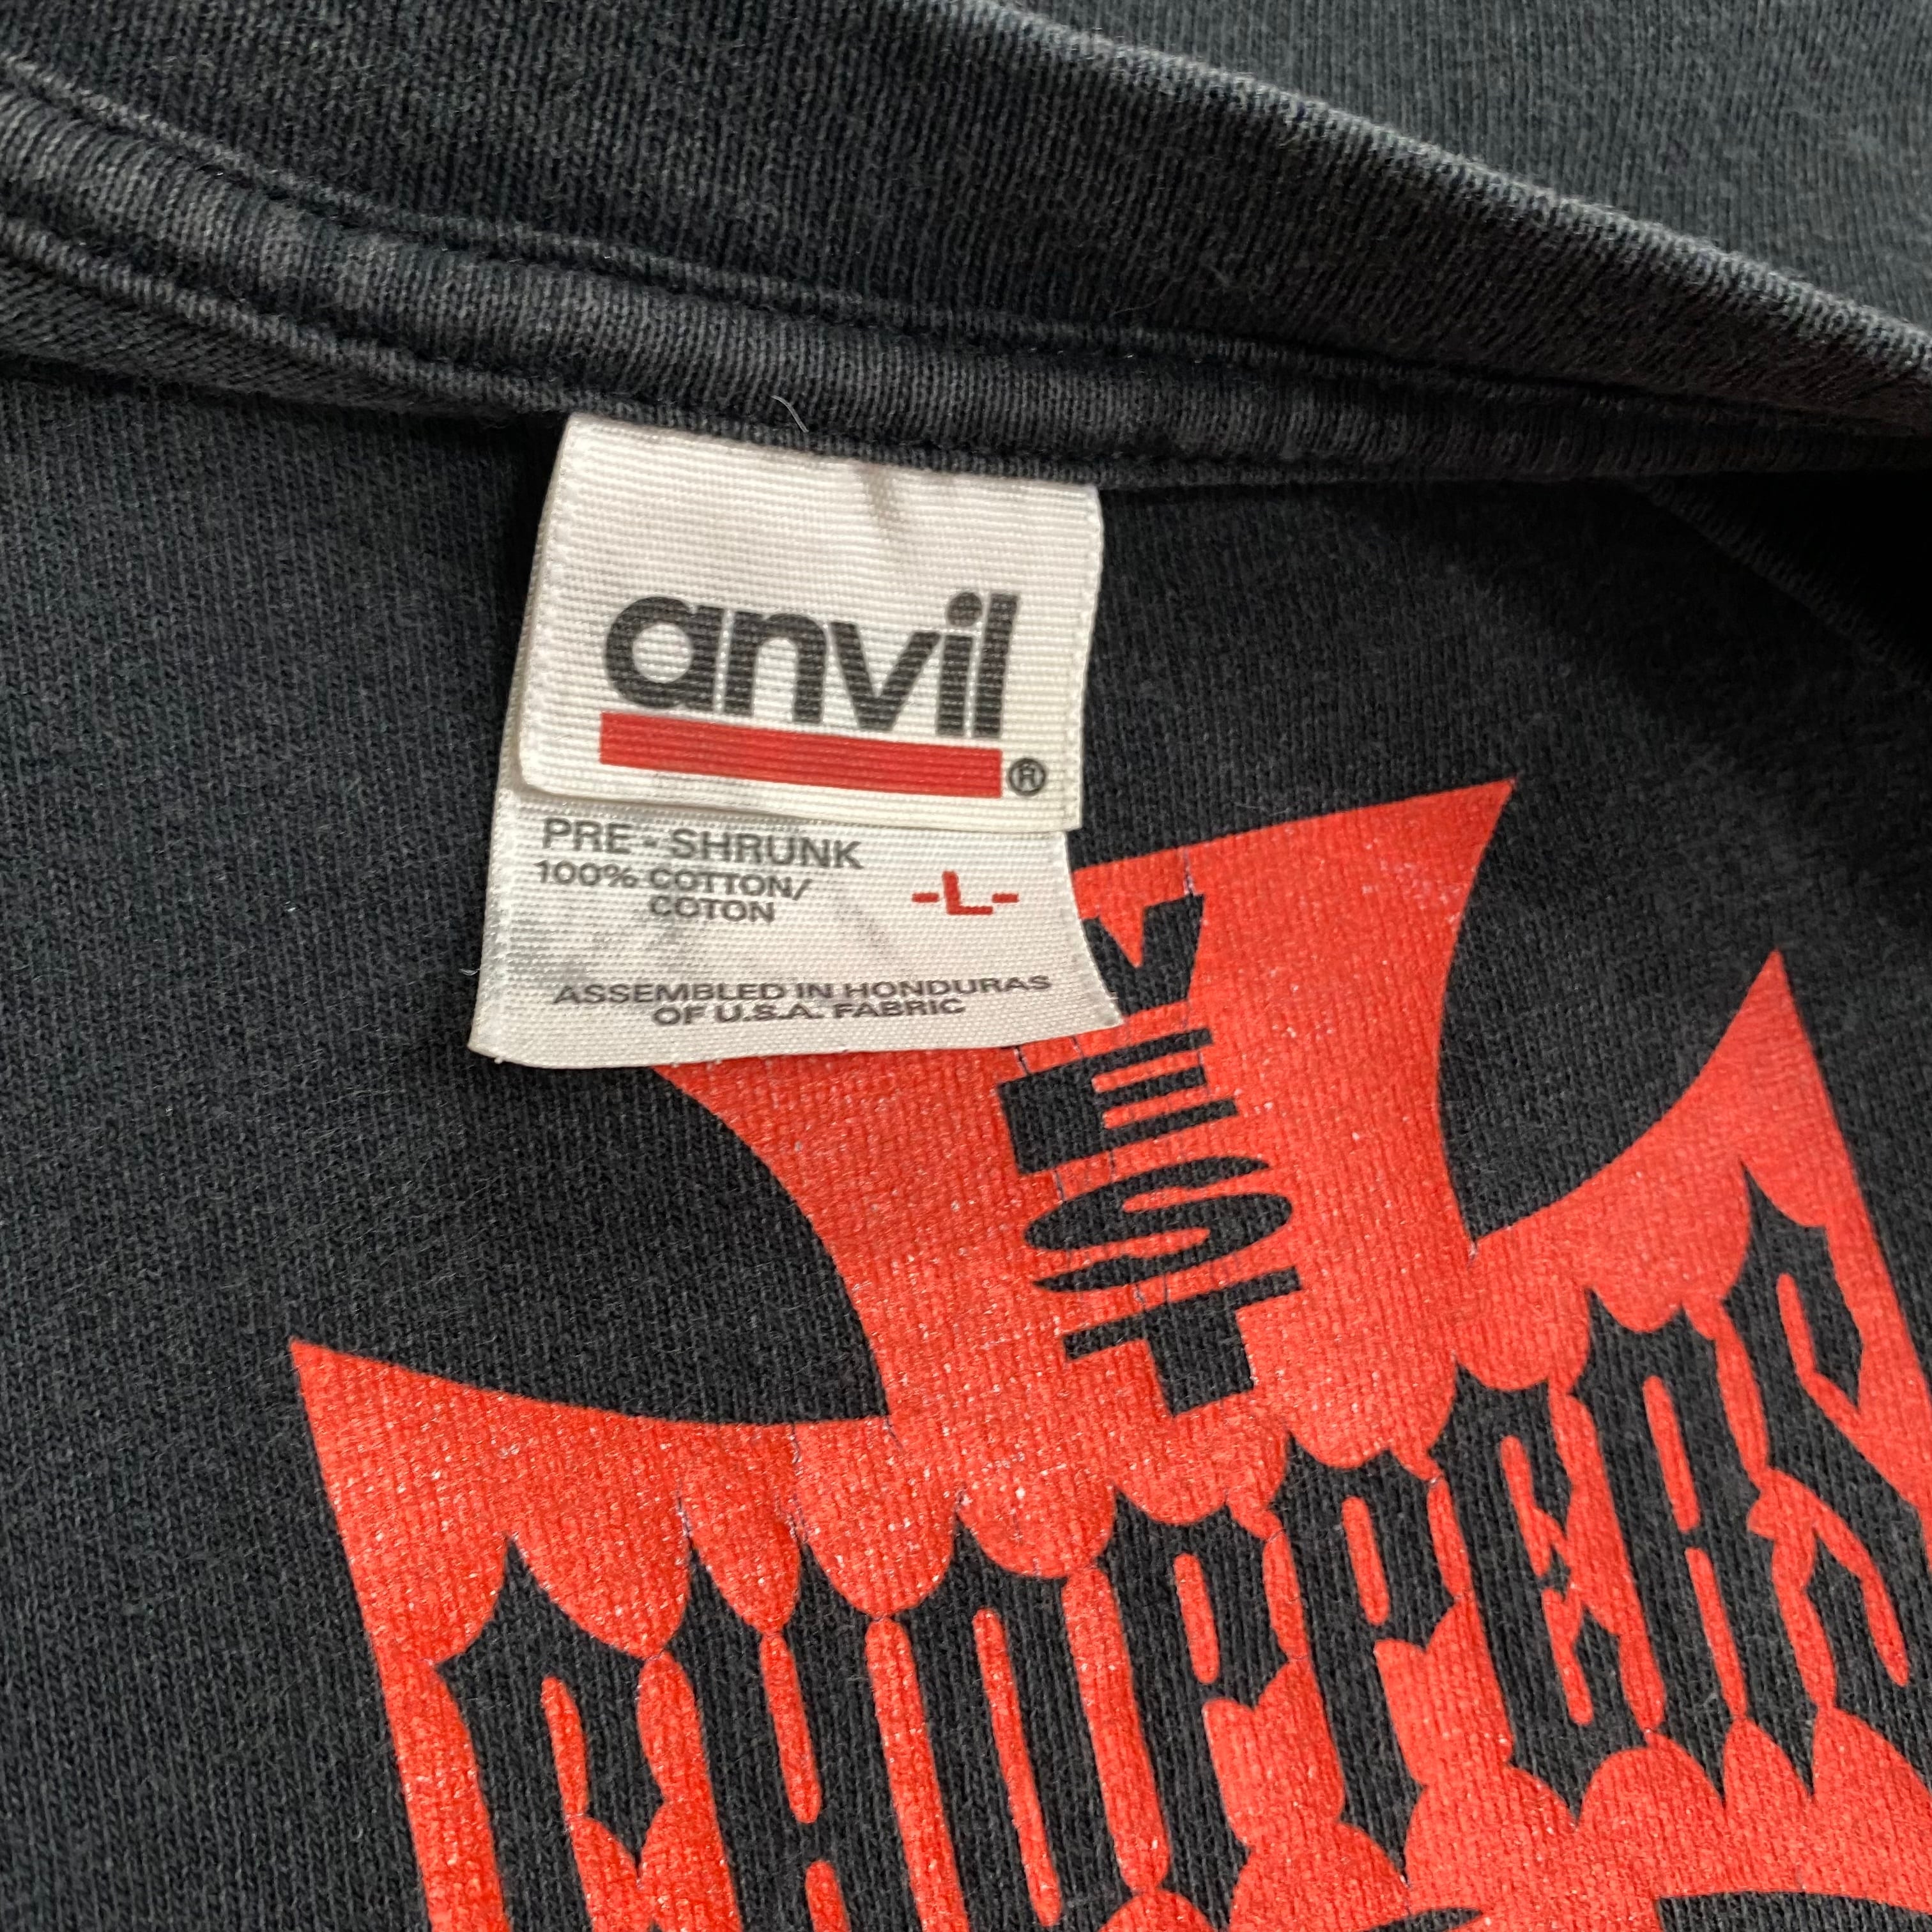 anvil®
PRE-SHRUNK
100% COTTON/
COTON
-L-
ASSEMBLED IN HONDURAS
OF U.S.A. FABRIC
WEST
CHOPPERS